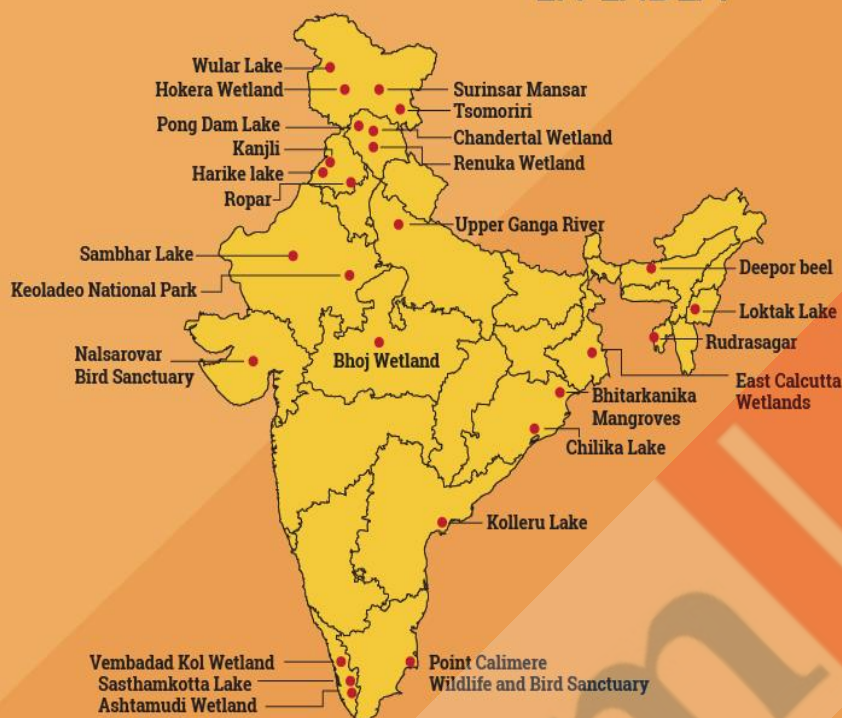 Wular Lake
Hokera Wetland
Surinsar Mansar
Tsomoriri
Pong Dam Lake
Chandertal Wetland
Kanjli
Renuka Wetland
Harike lake
Ropar
Upper Ganga River
Sambhar Lake
Deepor beel
Keoladeo National Park
Loktak Lake
Rudrasagar
Nalsarovar
Bird Sanctuary
Bhoj Wetland
East Calcutta
Wetlands
Bhitarkanika
Mangroves
Chilika Lake
Kolleru Lake
Vembadad Kol Wetland
Sasthamkotta Lake
Ashtamudi Wetland
Point Calimere
Wildlife and Bird Sanctuary